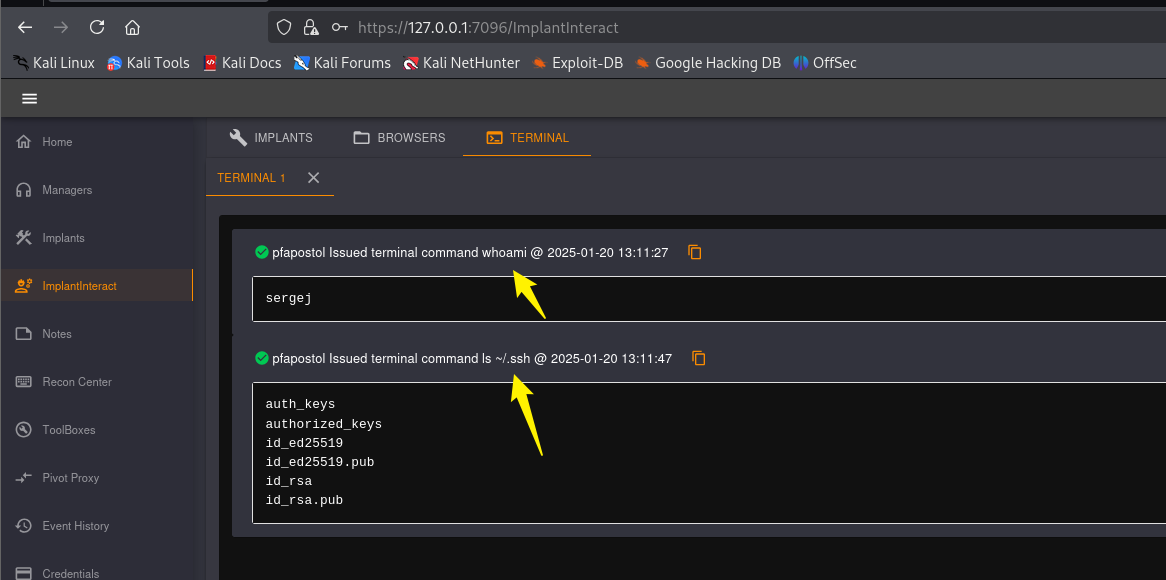 https://127.0.0.1:7096/ImplantInteract
Kali Linux Kali Tools Kali Docs Kali Forums Kali NetHunter Exploit-DB Google Hacking DB OffSec
Home
Managers
Implants
ImplantInteract
Notes
Recon Center
ToolBoxes
Pivot Proxy
Event History
Credentials
IMPLANTS BROWSERS TERMINAL
TERMINAL 1
pfapostol Issued terminal command whoami @ 2025-01-20 13:11:27
sergej
pfapostol Issued terminal command ls ~/.ssh @ 2025-01-20 13:11:47
auth_keys
authorized_keys
id_ed25519
id_ed25519.pub
id_rsa
id_rsa.pub